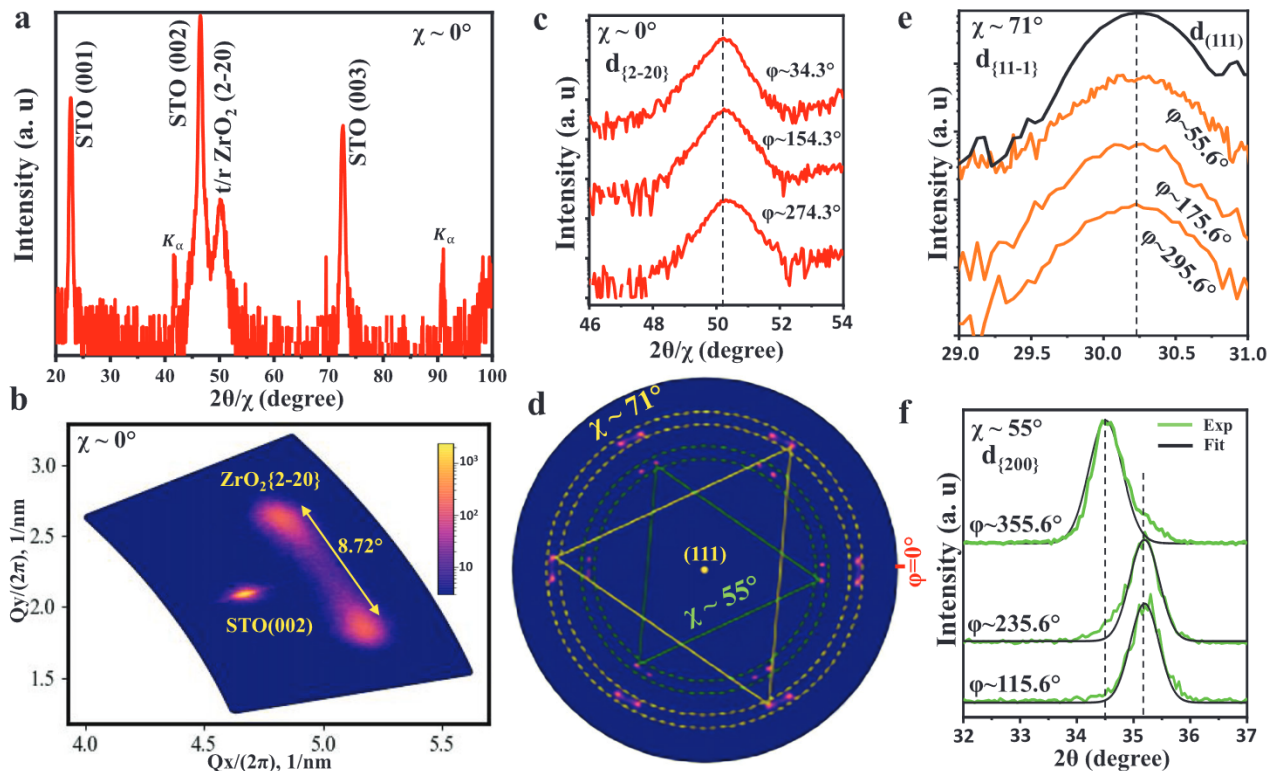 a
χ ~ 0°
STO (001)
STO (002)
t/r ZrO₂ (2-20)
STO (003)
Kα
Kα
Intensity (a. u)
20 30 40 50 60 70 80 90 100
2θ/χ (degree)
b
χ ~ 0°
ZrO₂{2-20}
8.72°
STO(002)
10³
10²
10
3.0
2.5
2.0
1.5
Qy/(2π), 1/nm
4.0 4.5 5.0 5.5
Qx/(2π), 1/nm
c
χ ~ 0°
d{2-20}
φ~34.3°
φ~154.3°
φ~274.3°
Intensity (a. u)
46 48 50 52 54
2θ/χ (degree)
d
χ ~ 71°
(111)
χ ~ 55°
φ=0°
e
χ ~ 71°
d{11-1}
d(111)
φ~55.6°
φ~175.6°
φ~295.6°
Intensity (a. u)
29.0 29.5 30.0 30.5 31.0
2θ/χ (degree)
f
χ ~ 55°
d{200}
Exp
Fit
φ~355.6°
φ~235.6°
φ~115.6°
Intensity (a. u)
32 33 34 35 36 37
2θ (degree)